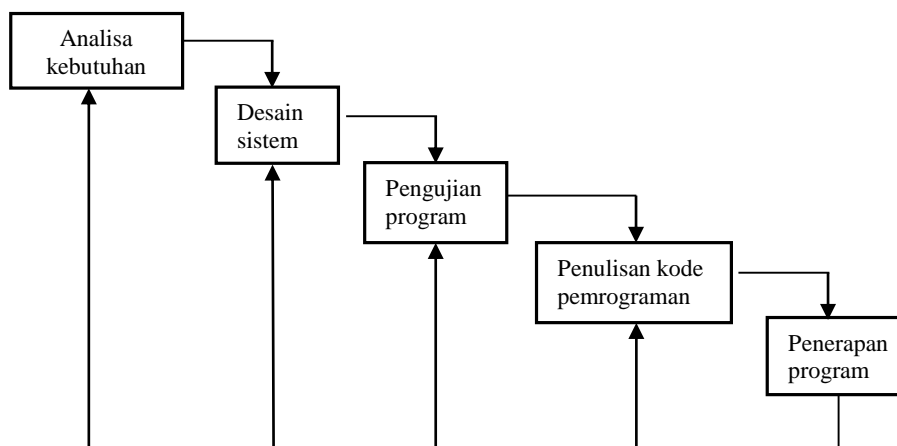 Analisa
kebutuhan
Desain
sistem
Pengujian
program
Penulisan kode
pemrograman
Penerapan
program